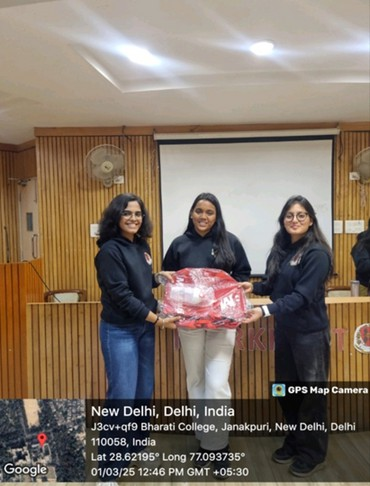 GPS Map Camera
New Delhi, Delhi, India
J3cv+qf9 Bharati College, Janakpuri, New Delhi, Delhi
110058, India
Lat 28.62195° Long 77.093735°
01/03/25 12:46 PM GMT +05:30
Google